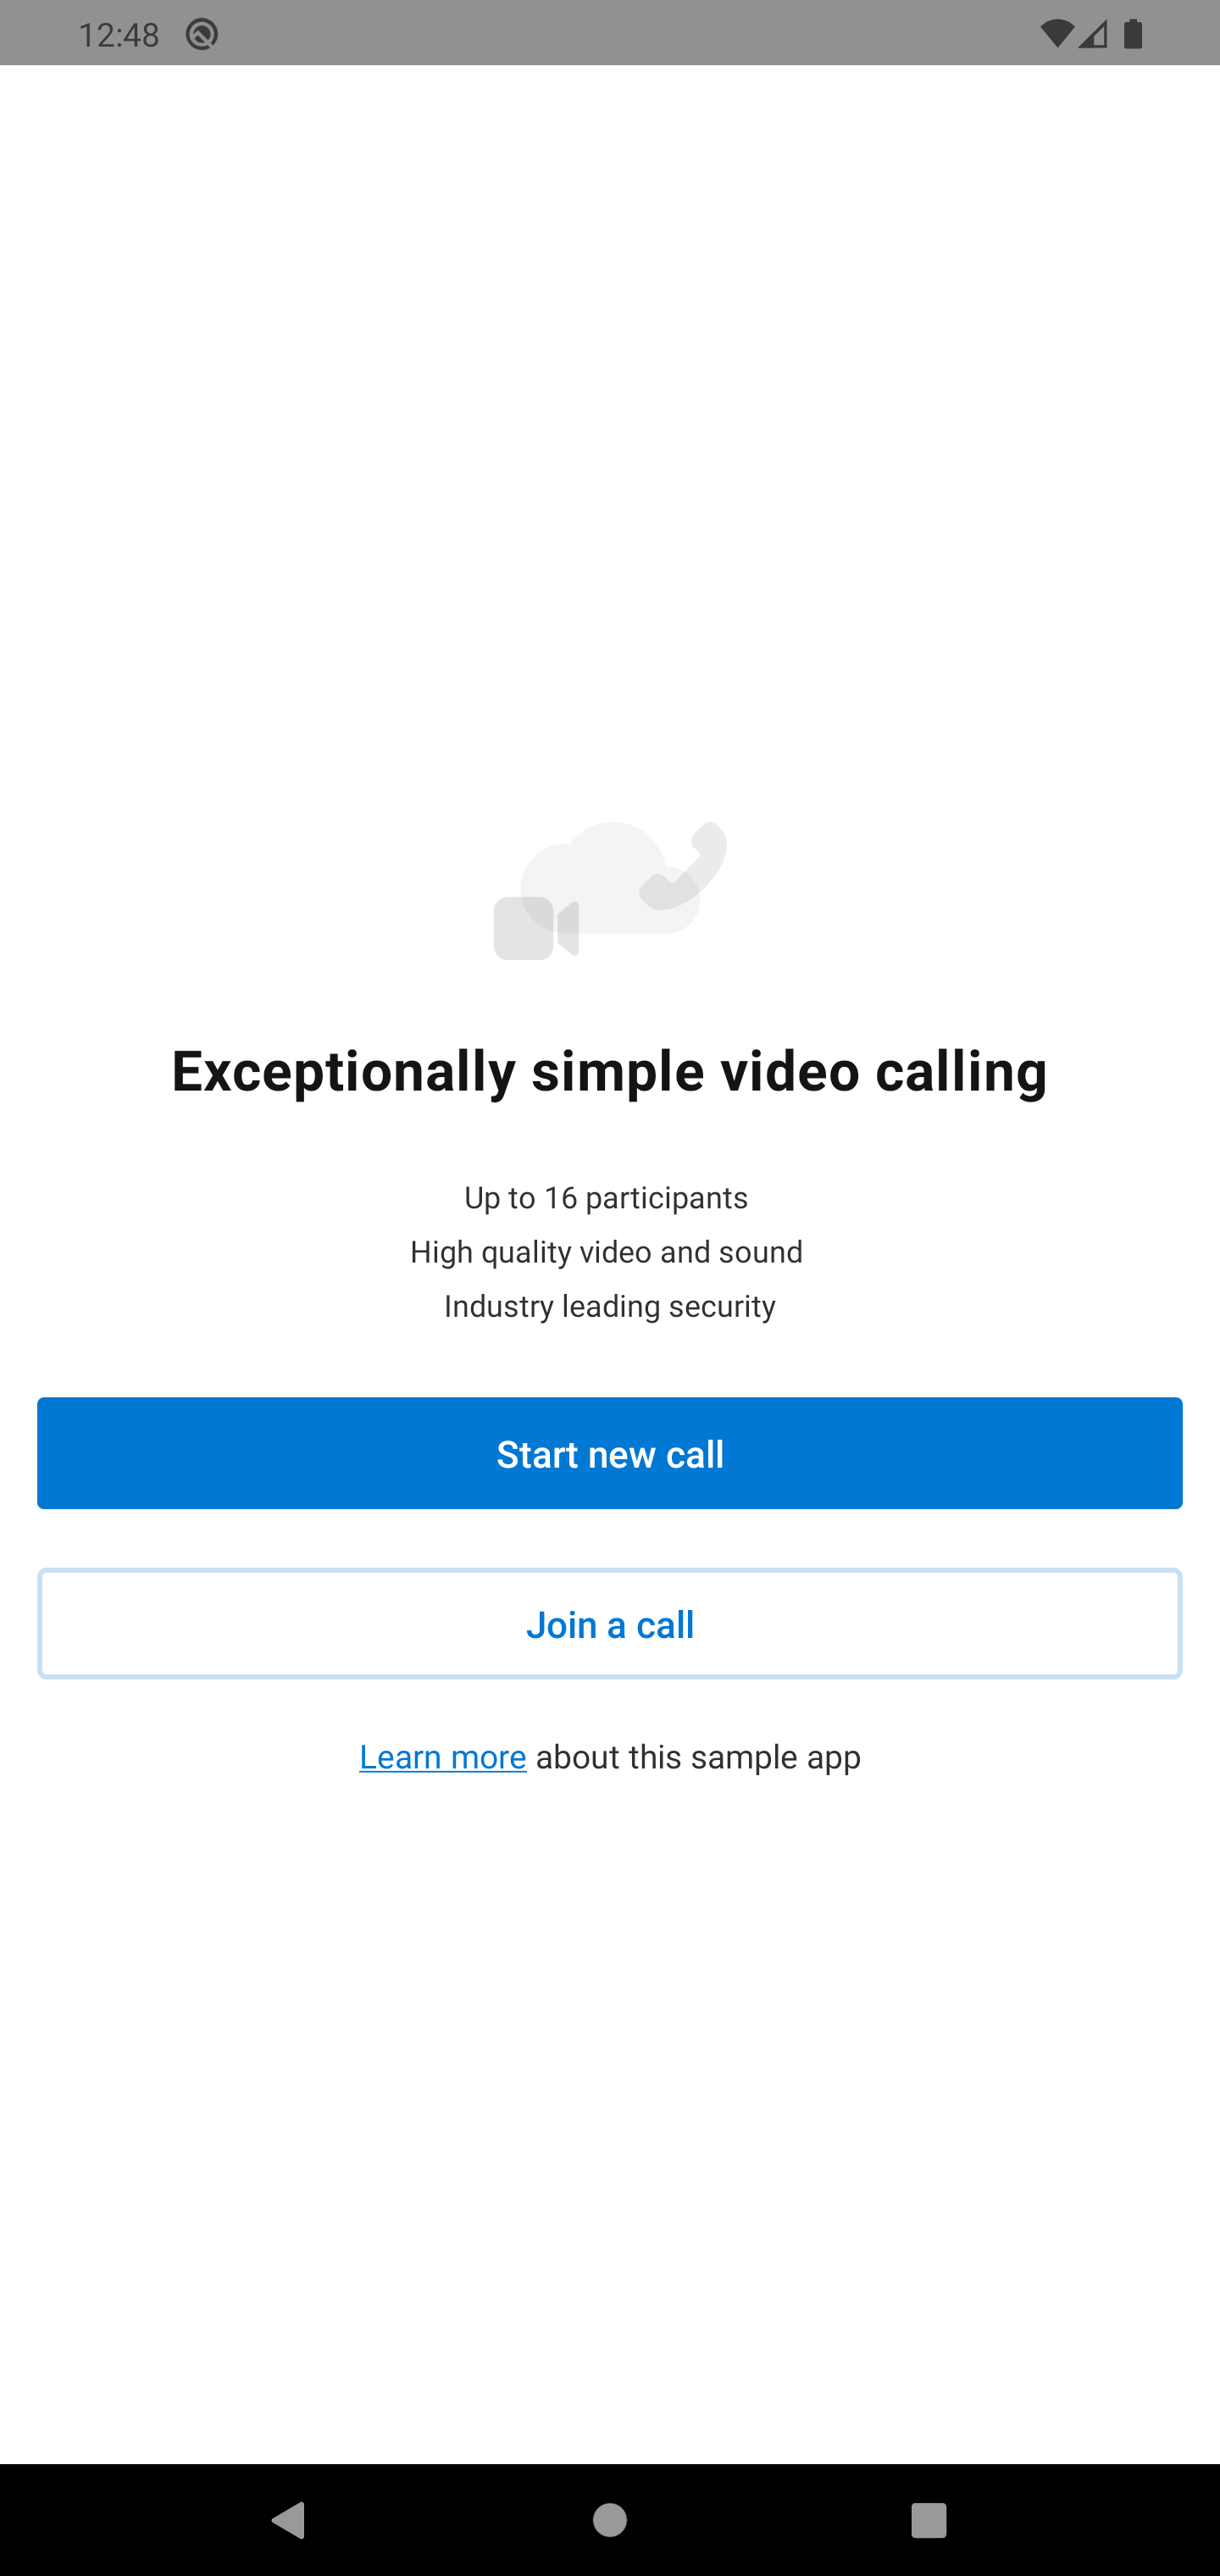 12:48
Exceptionally simple video calling
Up to 16 participants
High quality video and sound
Industry leading security
Start new call
Join a call
Learn more about this sample app